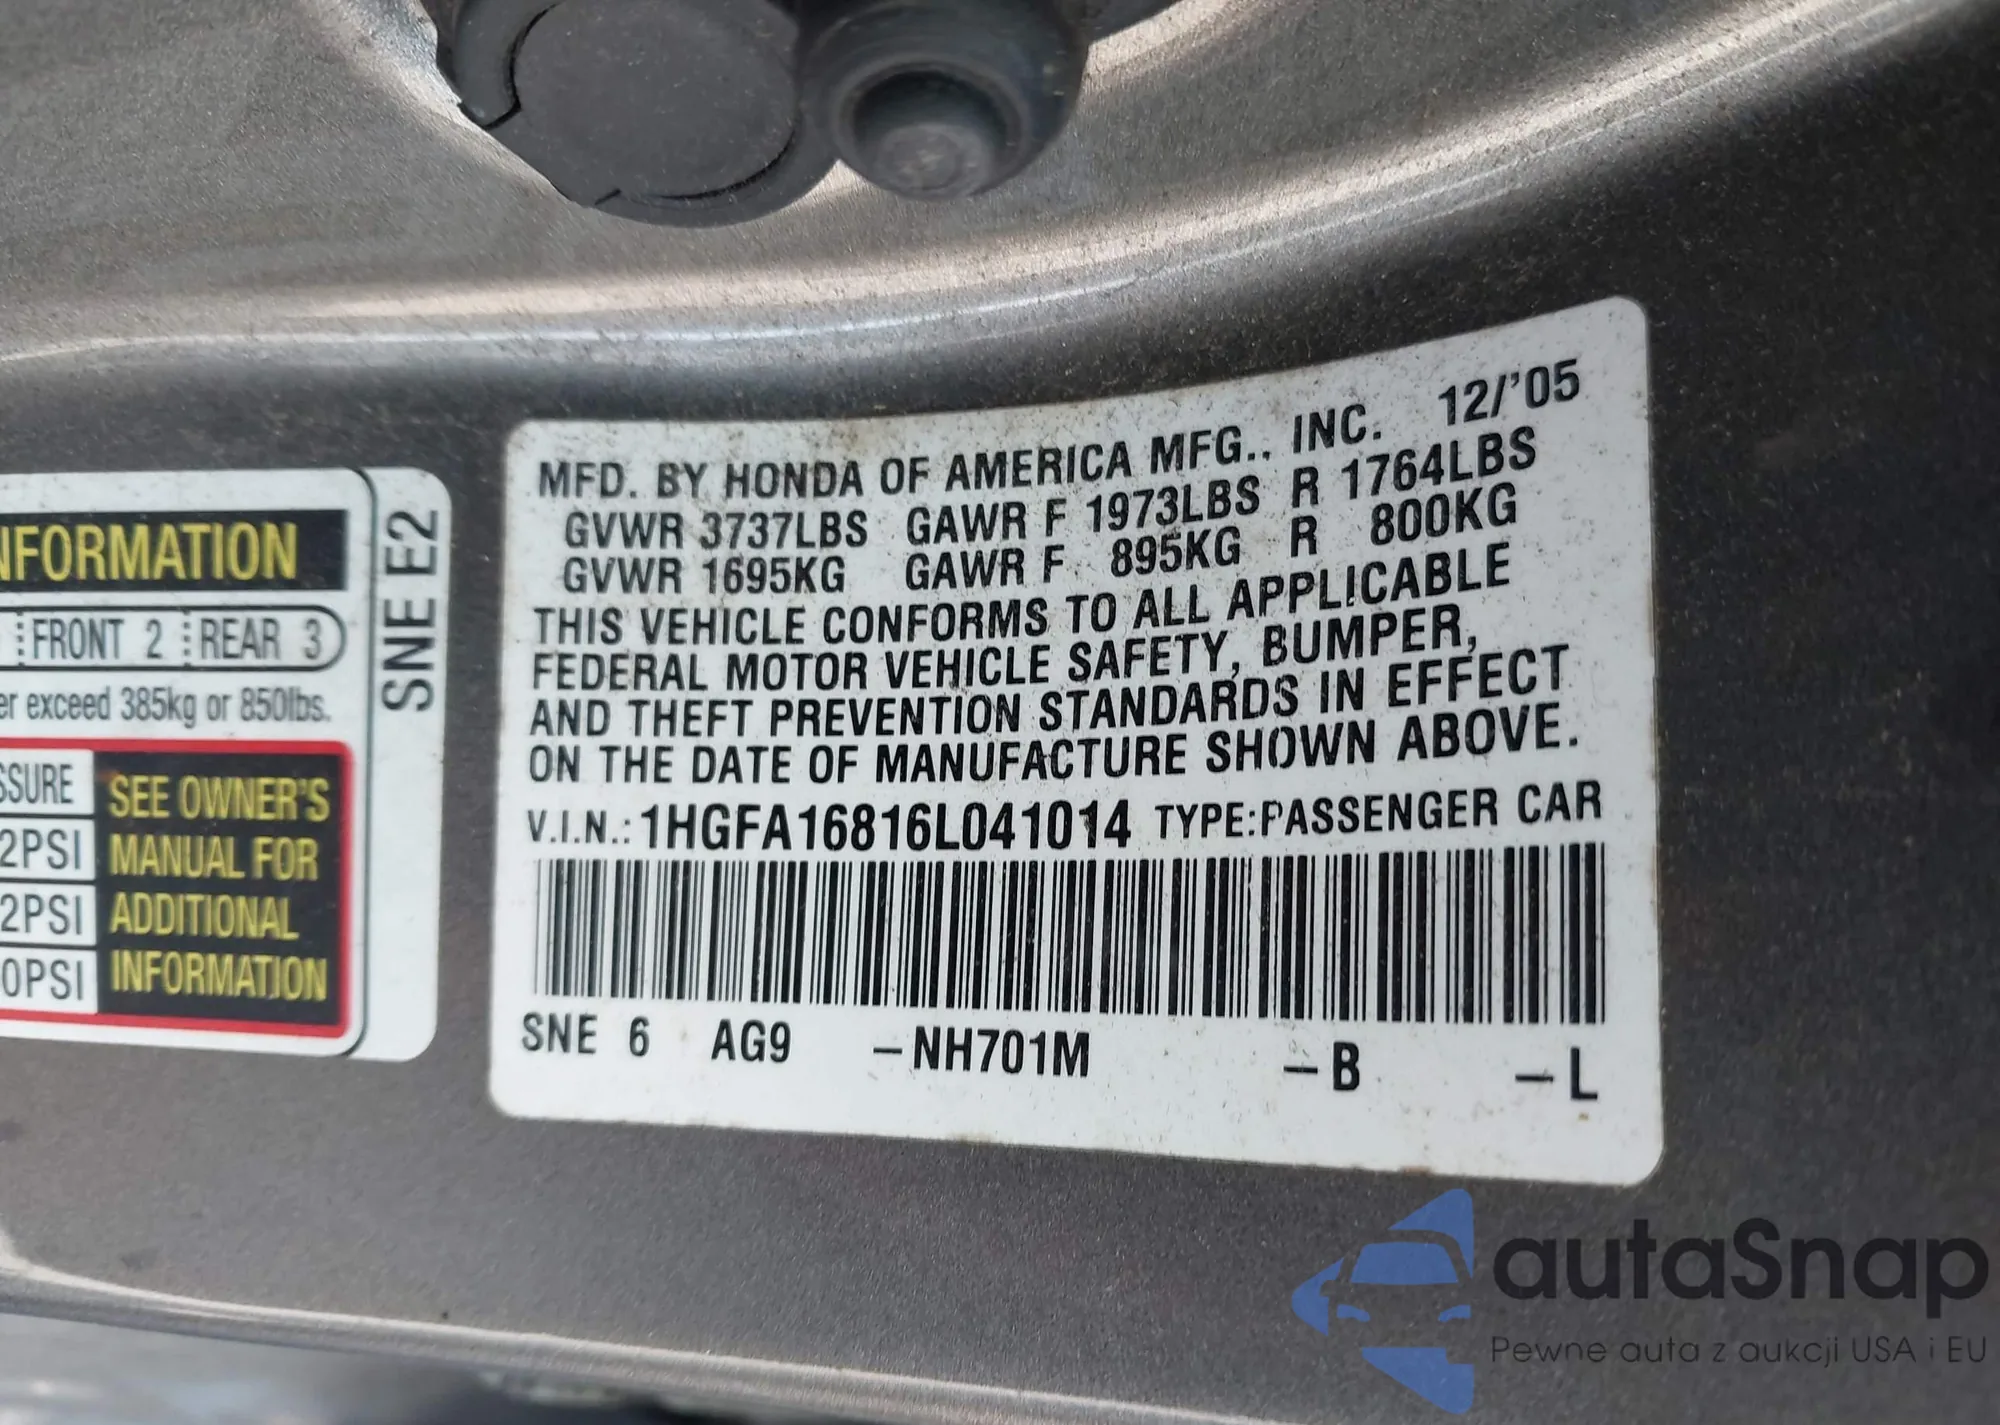 NFORMATION
FRONT 2 REAR 3
er exceed 385kg or 850lbs.
SSURE
2PSI
2PSI
0PSI
SEE OWNER'S
MANUAL FOR
ADDITIONAL
INFORMATION
SNE E2
MFD. BY HONDA OF AMERICA MFG., INC. 12/'05
GVWR 3737LBS GAWR F 1973LBS R 1764LBS
GVWR 1695KG GAWR F 895KG R 800KG
THIS VEHICLE CONFORMS TO ALL APPLICABLE
FEDERAL MOTOR VEHICLE SAFETY, BUMPER,
AND THEFT PREVENTION STANDARDS IN EFFECT
ON THE DATE OF MANUFACTURE SHOWN ABOVE.
V.I.N.: 1HGFA16816L041014 TYPE:PASSENGER CAR
SNE 6 AG9 -NH701M -B -L
autaSnap
Pewne auta z aukcji USA i EU